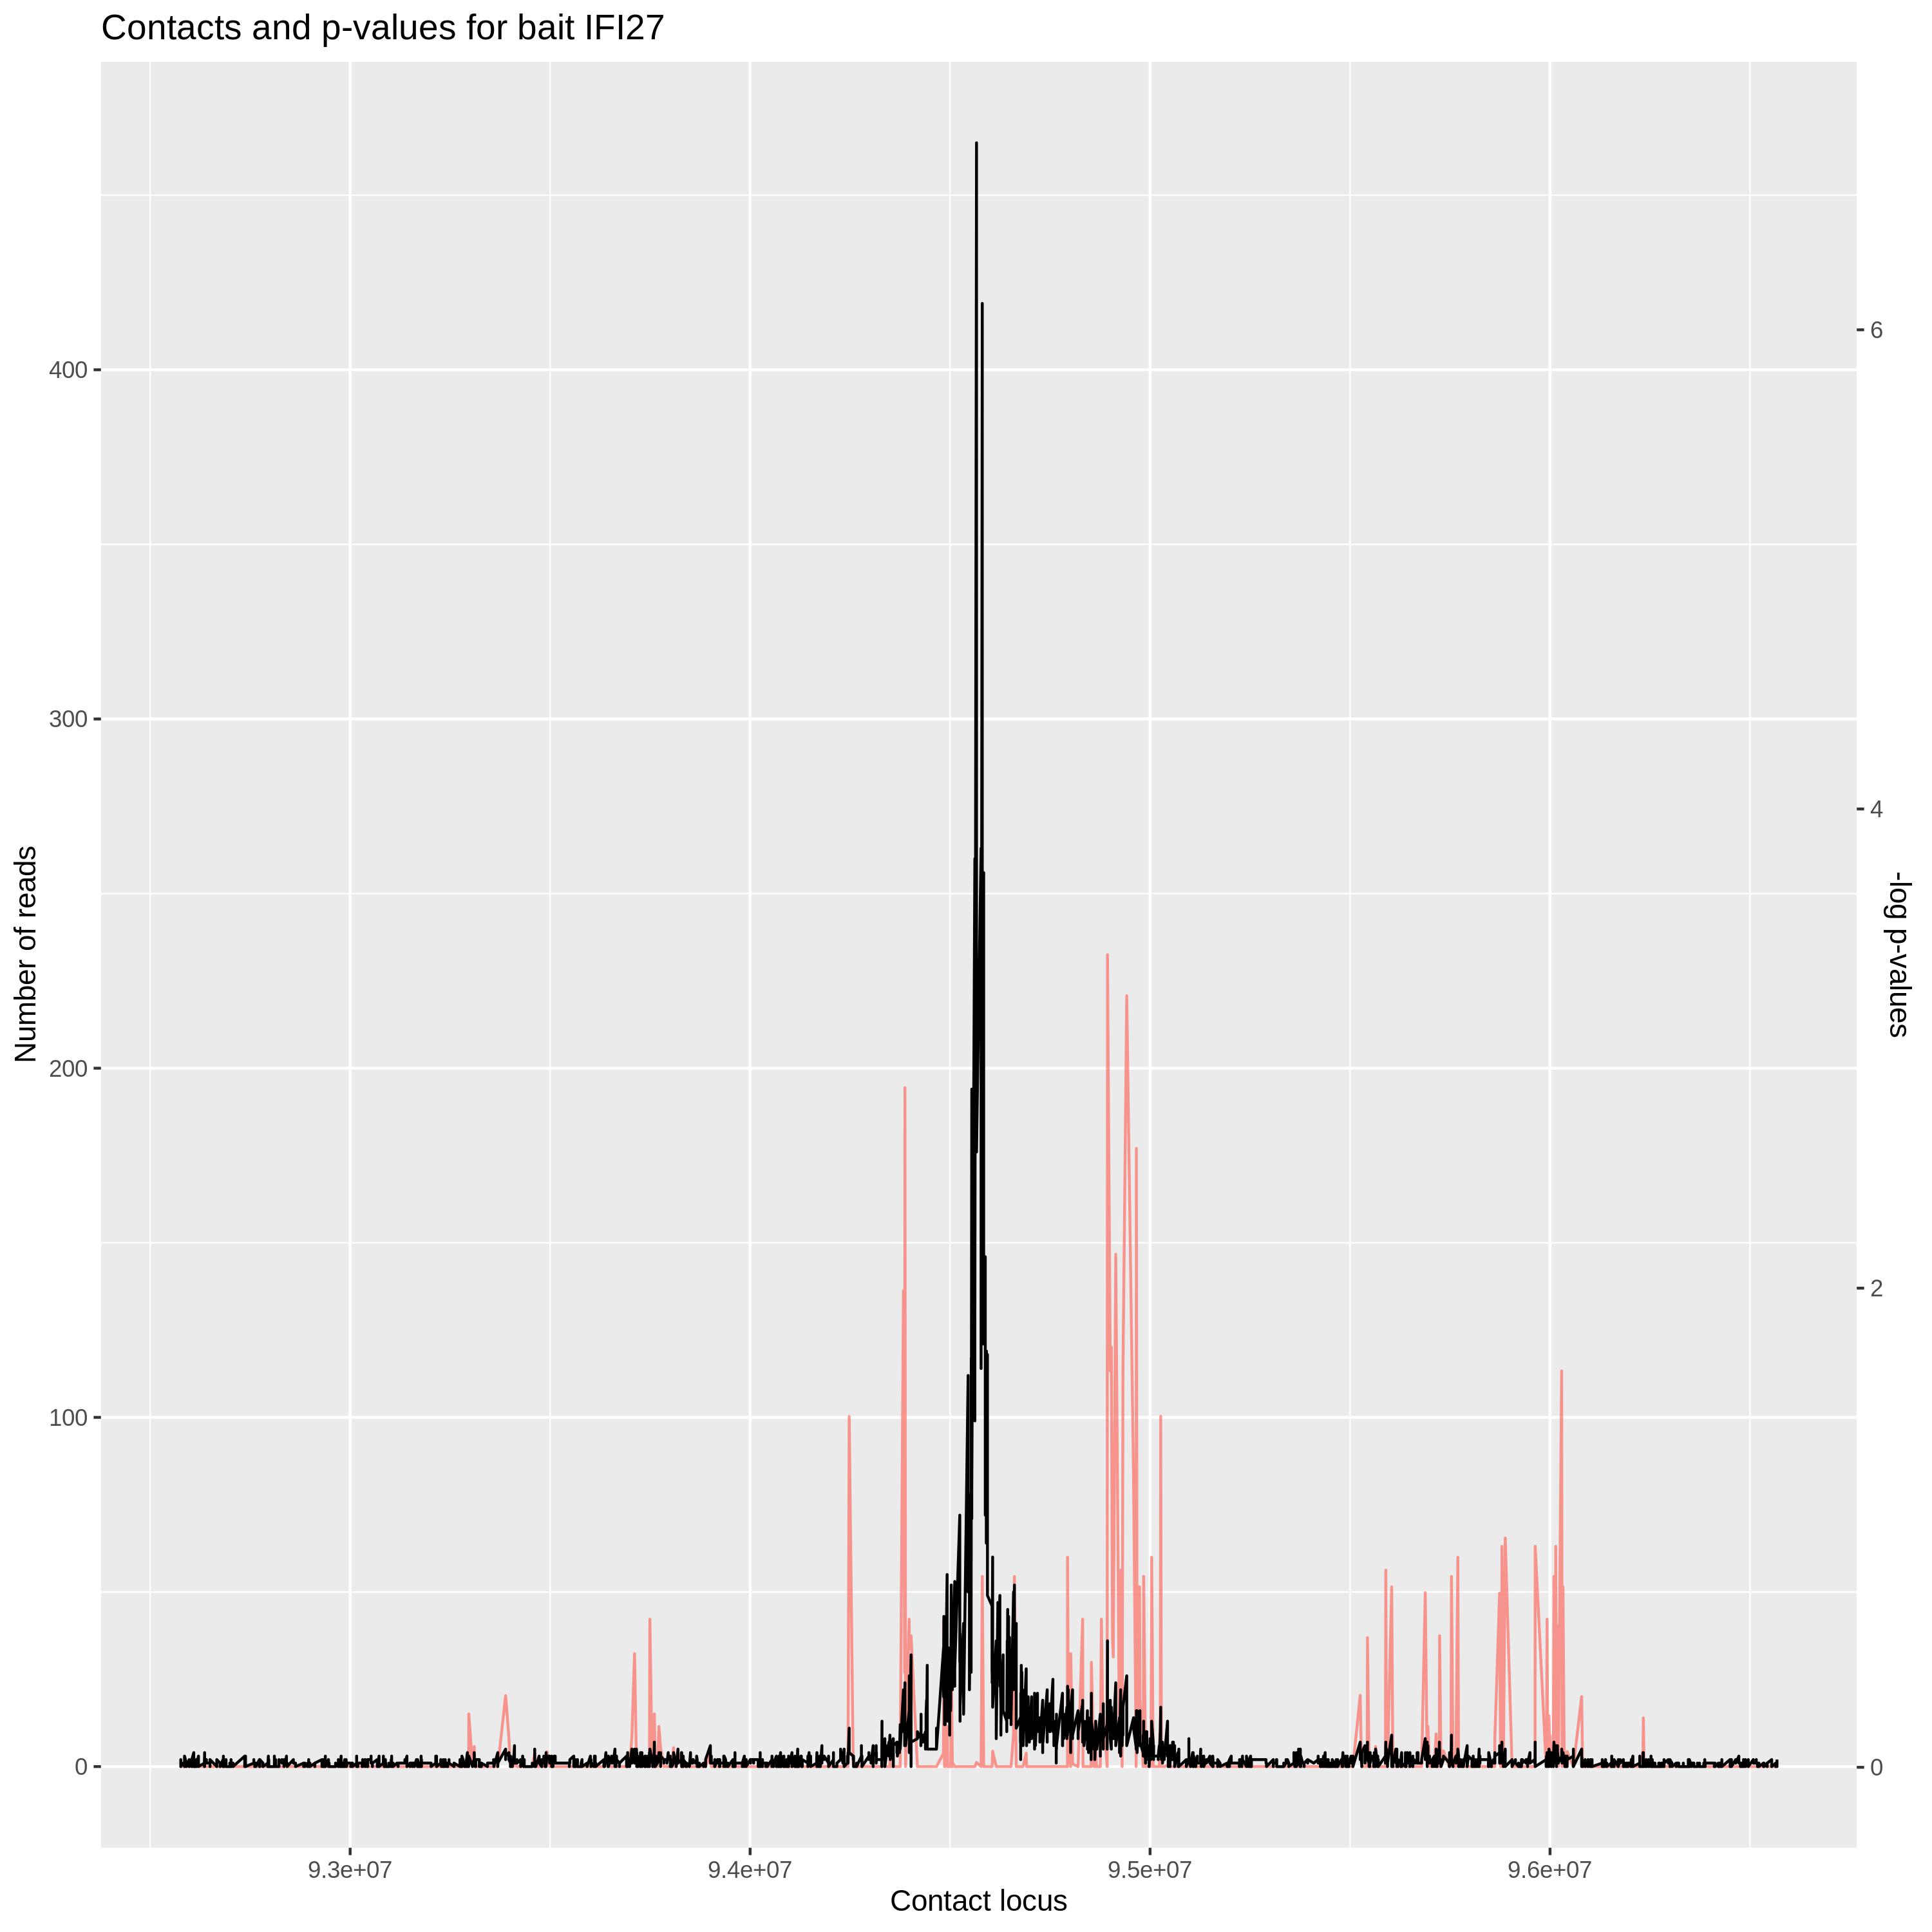 Contacts and p-values for bait IFI27
Number of reads
400
300
200
100
0
6
4
2
0
-log p-values
9.3e+07
9.4e+07
9.5e+07
9.6e+07
Contact locus